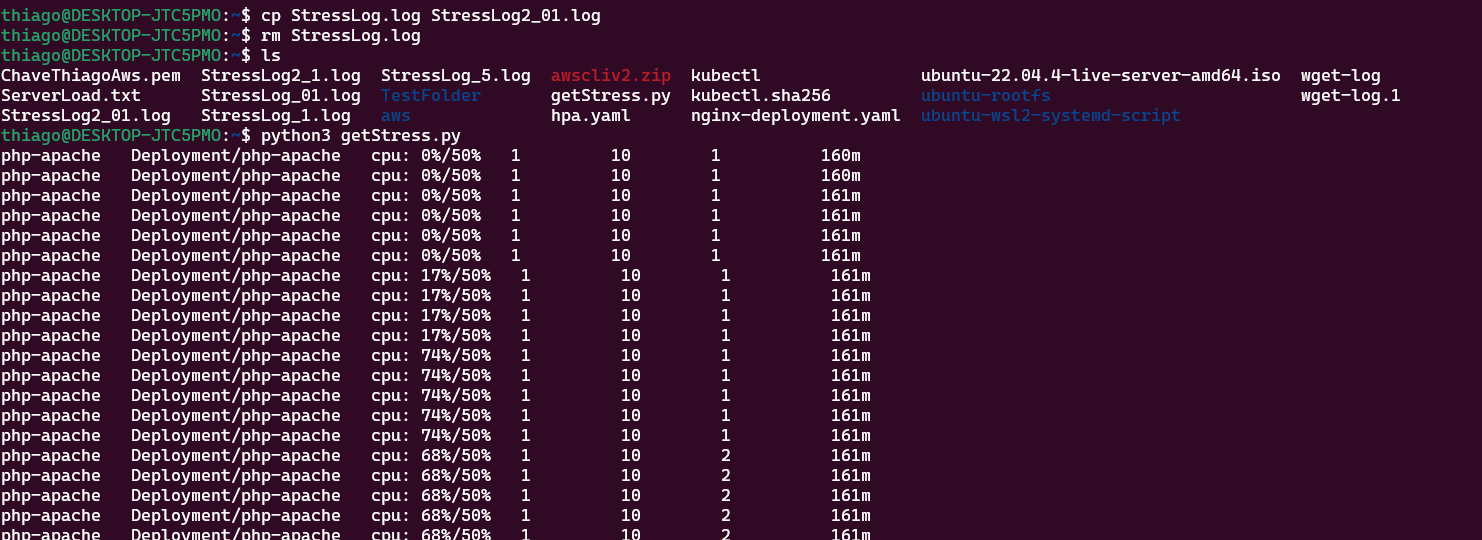 thiago@DESKTOP-JTC5PMO:~$ cp StressLog.log StressLog2_01.log
thiago@DESKTOP-JTC5PMO:~$ rm StressLog.log
thiago@DESKTOP-JTC5PMO:~$ ls
ChaveThiagoAws.pem  StressLog2_1.log  StressLog_5.log  awscliv2.zip  kubectl                ubuntu-22.04.4-live-server-amd64.iso  wget-log
ServerLoad.txt      StressLog_01.log  TestFolder       getStress.py  kubectl.sha256         ubuntu-rootfs                         wget-log.1
StressLog2_01.log   StressLog_1.log   aws              hpa.yaml      nginx-deployment.yaml  ubuntu-wsl2-systemd-script
thiago@DESKTOP-JTC5PMO:~$ python3 getStress.py
php-apache   Deployment/php-apache   cpu: 0%/50%   1         10        1          160m
php-apache   Deployment/php-apache   cpu: 0%/50%   1         10        1          160m
php-apache   Deployment/php-apache   cpu: 0%/50%   1         10        1          161m
php-apache   Deployment/php-apache   cpu: 0%/50%   1         10        1          161m
php-apache   Deployment/php-apache   cpu: 0%/50%   1         10        1          161m
php-apache   Deployment/php-apache   cpu: 0%/50%   1         10        1          161m
php-apache   Deployment/php-apache   cpu: 17%/50%   1         10        1          161m
php-apache   Deployment/php-apache   cpu: 17%/50%   1         10        1          161m
php-apache   Deployment/php-apache   cpu: 17%/50%   1         10        1          161m
php-apache   Deployment/php-apache   cpu: 17%/50%   1         10        1          161m
php-apache   Deployment/php-apache   cpu: 74%/50%   1         10        1          161m
php-apache   Deployment/php-apache   cpu: 74%/50%   1         10        1          161m
php-apache   Deployment/php-apache   cpu: 74%/50%   1         10        1          161m
php-apache   Deployment/php-apache   cpu: 74%/50%   1         10        1          161m
php-apache   Deployment/php-apache   cpu: 74%/50%   1         10        1          161m
php-apache   Deployment/php-apache   cpu: 68%/50%   1         10        2          161m
php-apache   Deployment/php-apache   cpu: 68%/50%   1         10        2          161m
php-apache   Deployment/php-apache   cpu: 68%/50%   1         10        2          161m
php-apache   Deployment/php-apache   cpu: 68%/50%   1         10        2          161m
php-apache   Deployment/php-apache   cpu: 68%/50%   1         10        2          161m